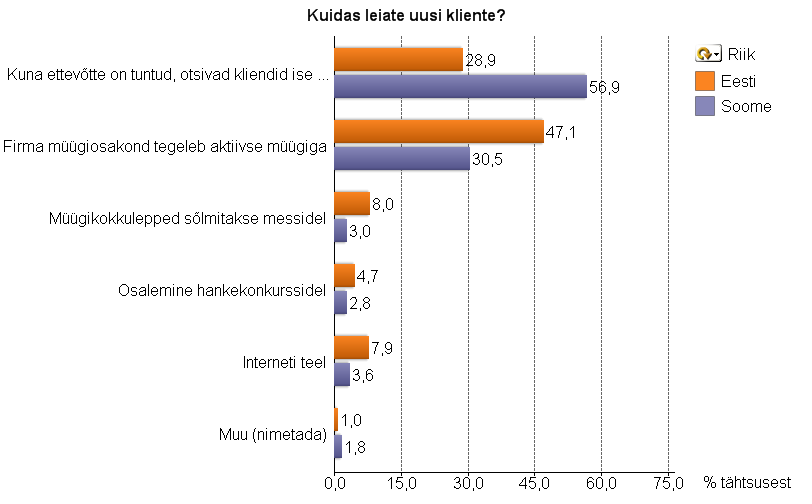 Kuidas leiate uusi kliente?
Riik
Eesti
Soome
Kuna ettevõtte on tuntud, otsivad kliendid ise ...
28,9
56,9
Firma müügiosakond tegeleb aktiivse müügiga
47,1
30,5
Müügikokkulepped sõlmitakse messidel
8,0
3,0
Osalemine hankekonkurssidel
4,7
2,8
Interneti teel
7,9
3,6
Muu (nimetada)
1,0
1,8
0,0 15,0 30,0 45,0 60,0 75,0 % tähtsusest